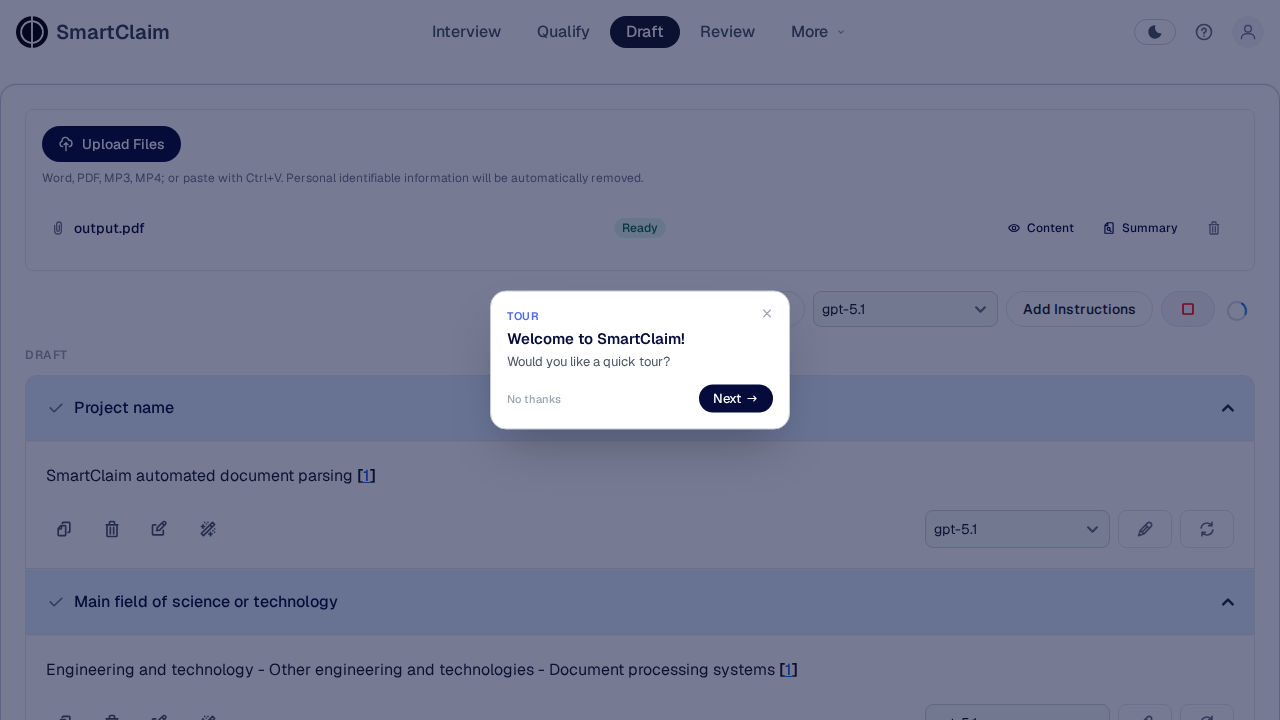 SmartClaim
Interview
Qualify
Draft
Review
More
Upload Files
Word, PDF, MP3, MP4; or paste with Ctrl+V. Personal identifiable information will be automatically removed.
output.pdf
Ready
Content
Summary
gpt-5.1
Add Instructions
TOUR
Welcome to SmartClaim!
Would you like a quick tour?
No thanks
Next →
DRAFT
Project name
SmartClaim automated document parsing [1]
gpt-5.1
Main field of science or technology
Engineering and technology - Other engineering and technologies - Document processing systems [1]